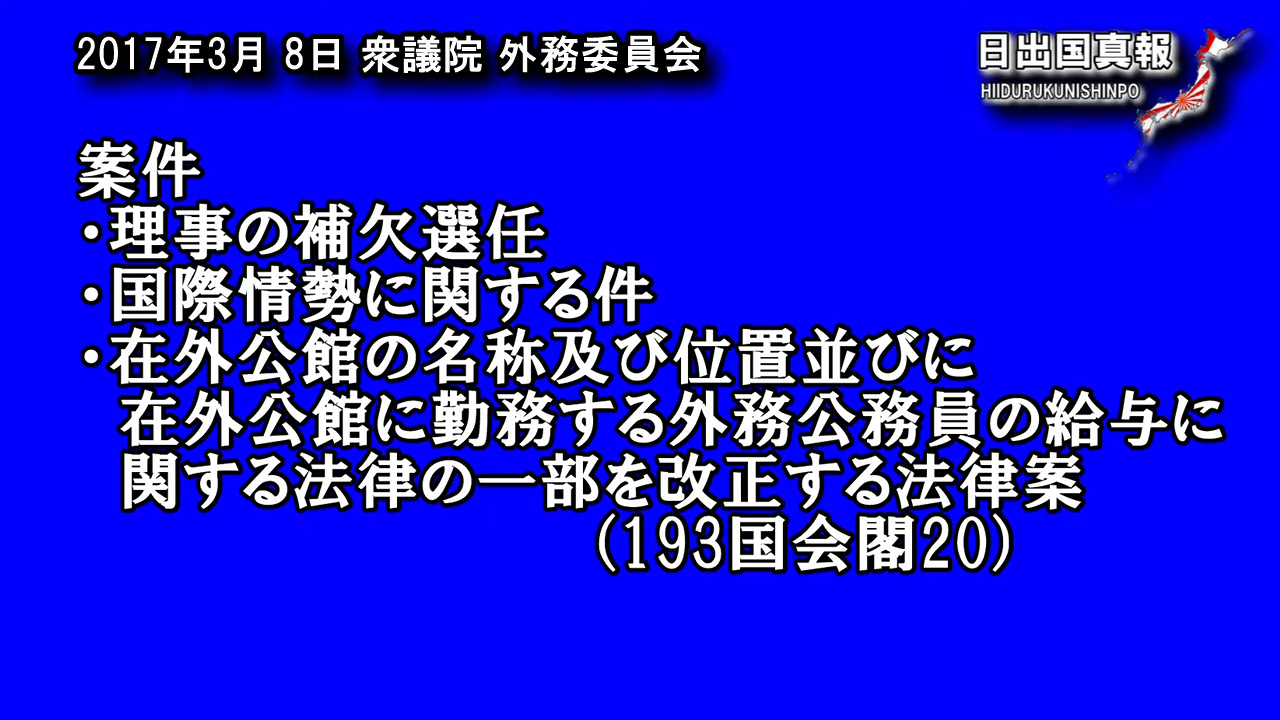 2017年3月 8日 衆議院 外務委員会
日出国真報
HIIDURUKUNISHINPO
案件
・理事の補欠選任
・国際情勢に関する件
・在外公館の名称及び位置並びに
在外公館に勤務する外務公務員の給与に
関する法律の一部を改正する法律案
(193国会閣20)